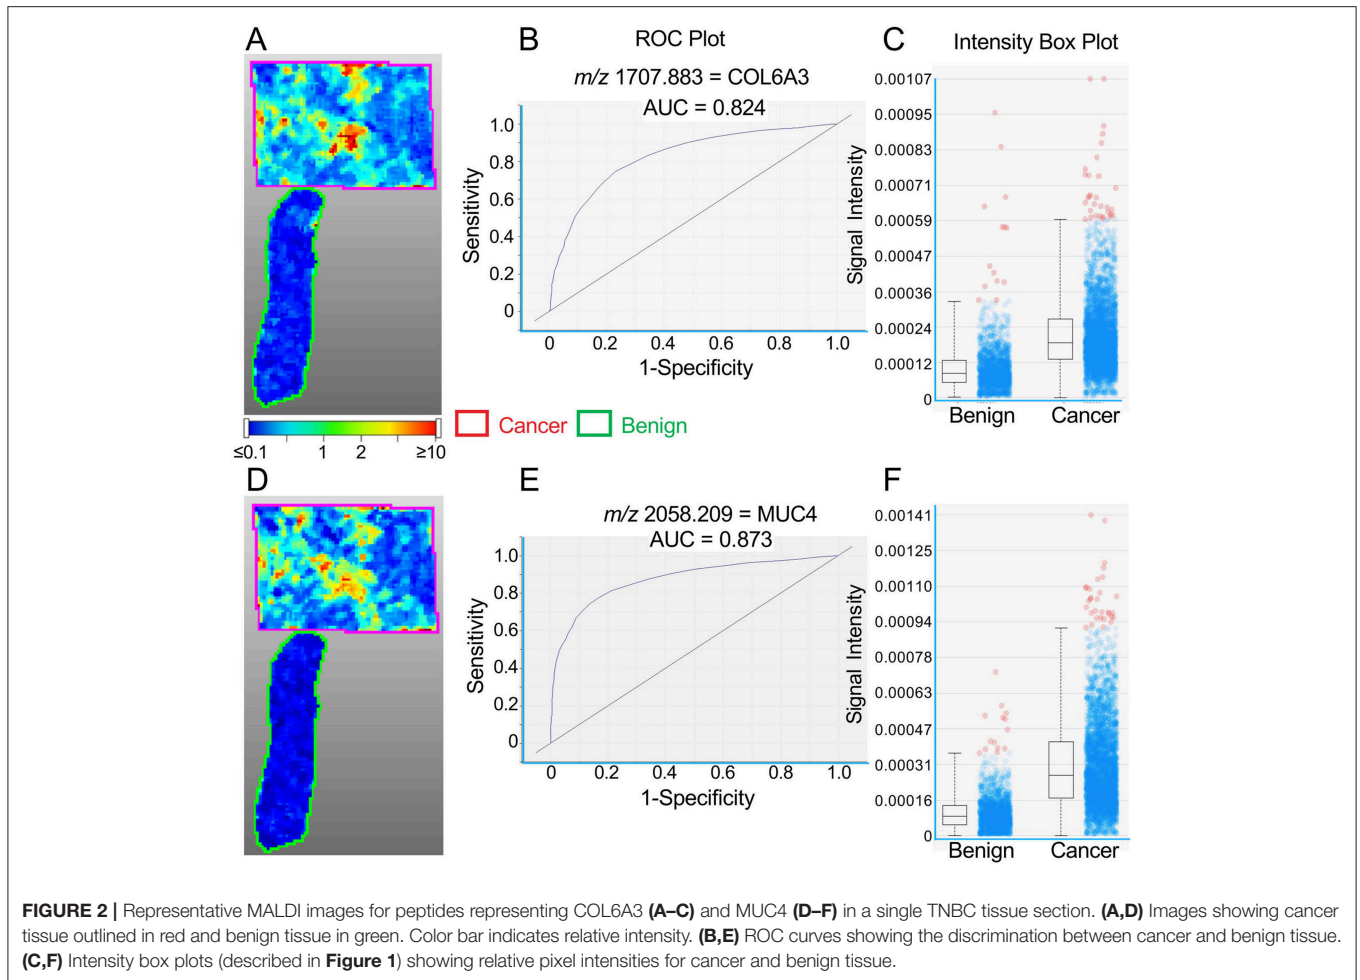 A
B
ROC Plot
C
Intensity Box Plot
m/z 1707.883 = COL6A3
AUC = 0.824
1.0
0.8
0.6
0.4
0.2
0
Sensitivity
0 0.2 0.4 0.6 0.8 1.0
1-Specificity
0.00107
0.00095
0.00083
0.00071
0.00059
0.00047
0.00036
0.00024
0.00012
0
Signal Intensity
Benign Cancer
≤0.1 1 2 ≥10
Cancer Benign
D
E
F
m/z 2058.209 = MUC4
AUC = 0.873
1.0
0.8
0.6
0.4
0.2
0
Sensitivity
0 0.2 0.4 0.6 0.8 1.0
1-Specificity
0.00141
0.00125
0.00110
0.00094
0.00078
0.00063
0.00047
0.00031
0.00016
0
Signal Intensity
Benign Cancer
FIGURE 2 | Representative MALDI images for peptides representing COL6A3 (A–C) and MUC4 (D–F) in a single TNBC tissue section. (A,D) Images showing cancer
tissue outlined in red and benign tissue in green. Color bar indicates relative intensity. (B,E) ROC curves showing the discrimination between cancer and benign tissue.
(C,F) Intensity box plots (described in Figure 1) showing relative pixel intensities for cancer and benign tissue.